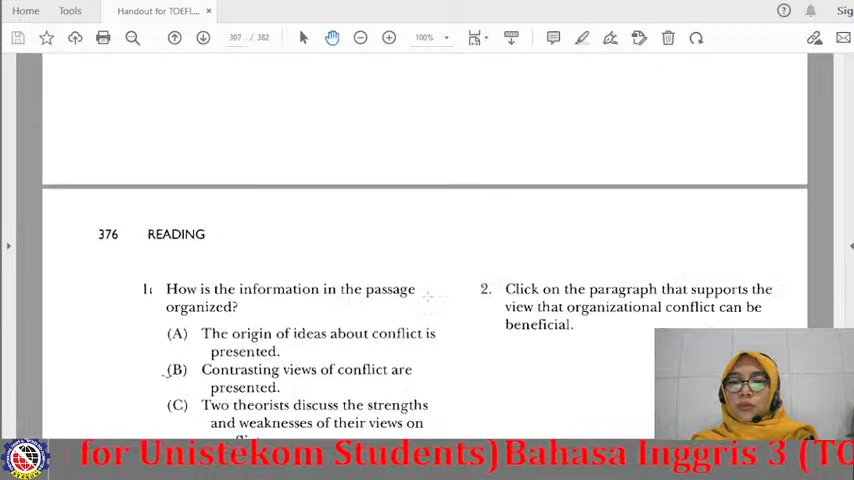 Home Tools Handout for TOEFL... × Sig
307 / 382 100%
376 READING
1. How is the information in the passage
organized?
(A) The origin of ideas about conflict is
presented.
(B) Contrasting views of conflict are
presented.
(C) Two theorists discuss the strengths
and weaknesses of their views on
2. Click on the paragraph that supports the
view that organizational conflict can be
beneficial.
for Unistekom Students)Bahasa Inggris 3 (TO